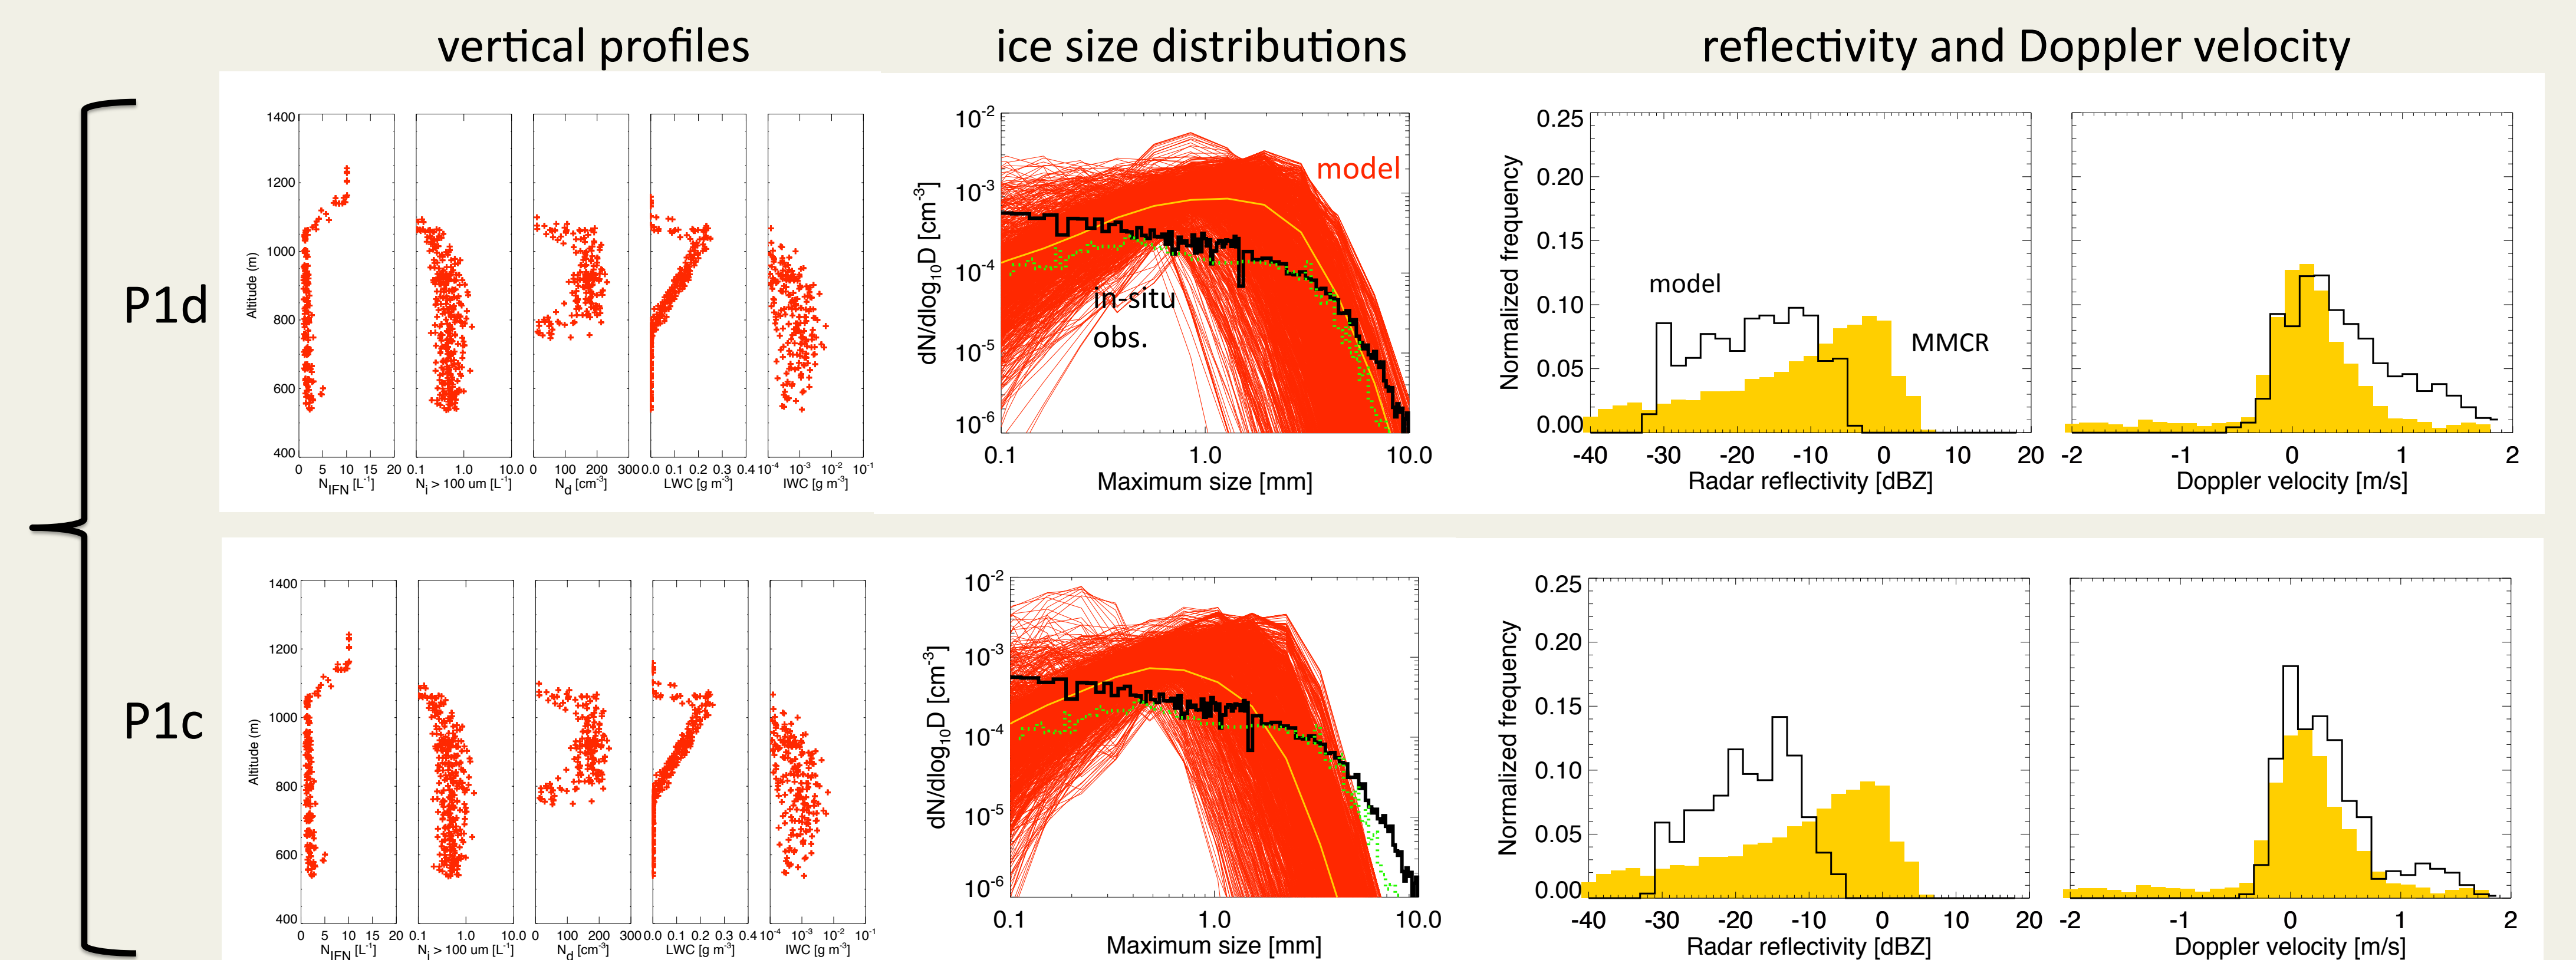 vertical profiles
ice size distributions
reflectivity and Doppler velocity
P1d
1400
1200
1000
800
600
400
Altitude (m)
0 5 10 15 20
N_IFN [L⁻¹]
0.1 1.0 10.0
N_i > 100 um [L⁻¹]
0 100 200 300
N_d [cm⁻³]
0.0 0.1 0.2 0.3 0.4
LWC [g m⁻³]
10⁻⁴ 10⁻³ 10⁻² 10⁻¹
IWC [g m⁻³]
10⁻²
10⁻³
10⁻⁴
10⁻⁵
10⁻⁶
dN/dlog₁₀D [cm⁻³]
model
in-situ
obs.
0.1 1.0 10.0
Maximum size [mm]
0.25
0.20
0.15
0.10
0.05
0.00
Normalized frequency
model
MMCR
-40 -30 -20 -10 0 10 20
Radar reflectivity [dBZ]
-2 -1 0 1 2
Doppler velocity [m/s]
P1c
1400
1200
1000
800
600
400
Altitude (m)
0 5 10 15 20
N_IFN [L⁻¹]
0.1 1.0 10.0
N_i > 100 um [L⁻¹]
0 100 200 300
N_d [cm⁻³]
0.0 0.1 0.2 0.3 0.4
LWC [g m⁻³]
10⁻⁴ 10⁻³ 10⁻² 10⁻¹
IWC [g m⁻³]
10⁻²
10⁻³
10⁻⁴
10⁻⁵
10⁻⁶
dN/dlog₁₀D [cm⁻³]
0.1 1.0 10.0
Maximum size [mm]
0.25
0.20
0.15
0.10
0.05
0.00
Normalized frequency
-40 -30 -20 -10 0 10 20
Radar reflectivity [dBZ]
-2 -1 0 1 2
Doppler velocity [m/s]